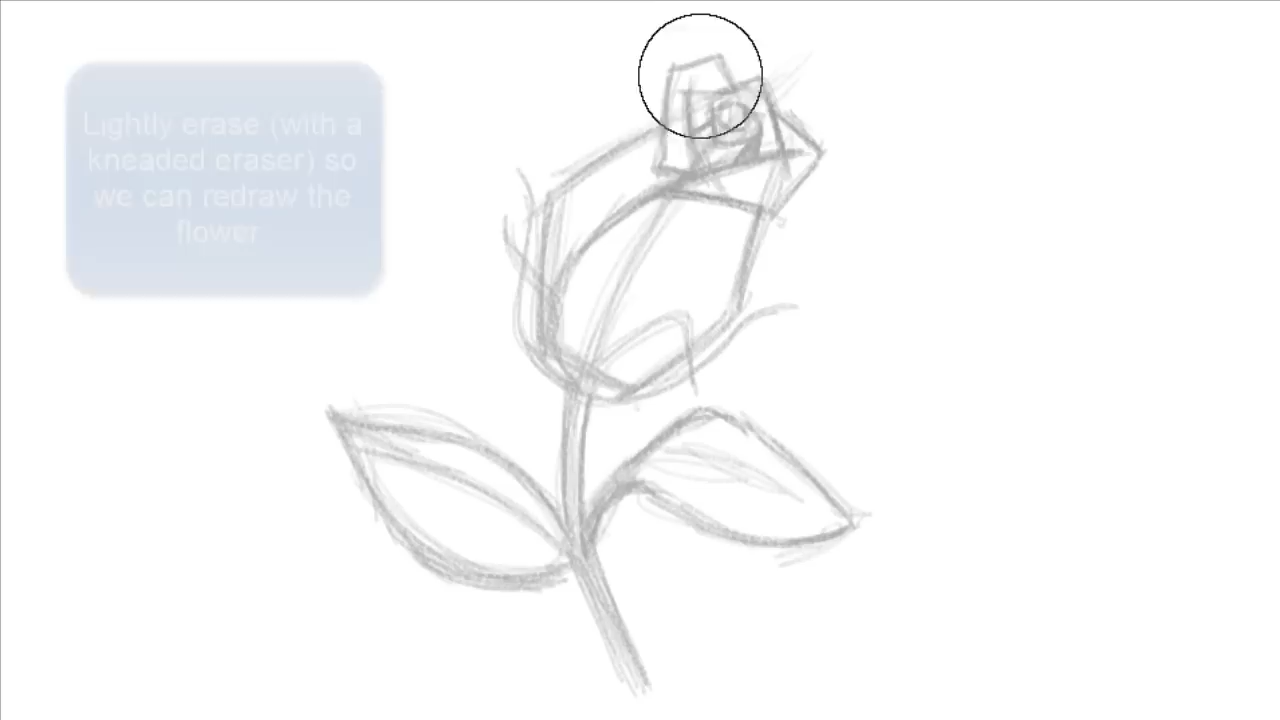 Lightly erase (with a
kneaded eraser) so
we can redraw the
flower